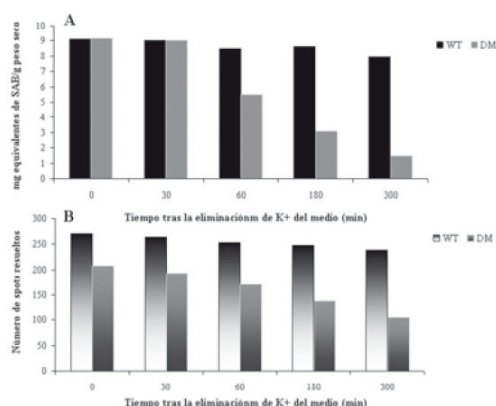 A
mg equivalentes de SAB/g peso seco
10
9
8
7
6
5
4
3
2
1
0
0 30 60 180 300
Tiempo tras la eliminaciónm de K+ del medio (min)
WT DM
B
Número de spots resueltos
300
250
200
150
100
50
0
0 30 60 180 300
Tiempo tras la eliminaciónm de K+ del medio (min)
WT DM